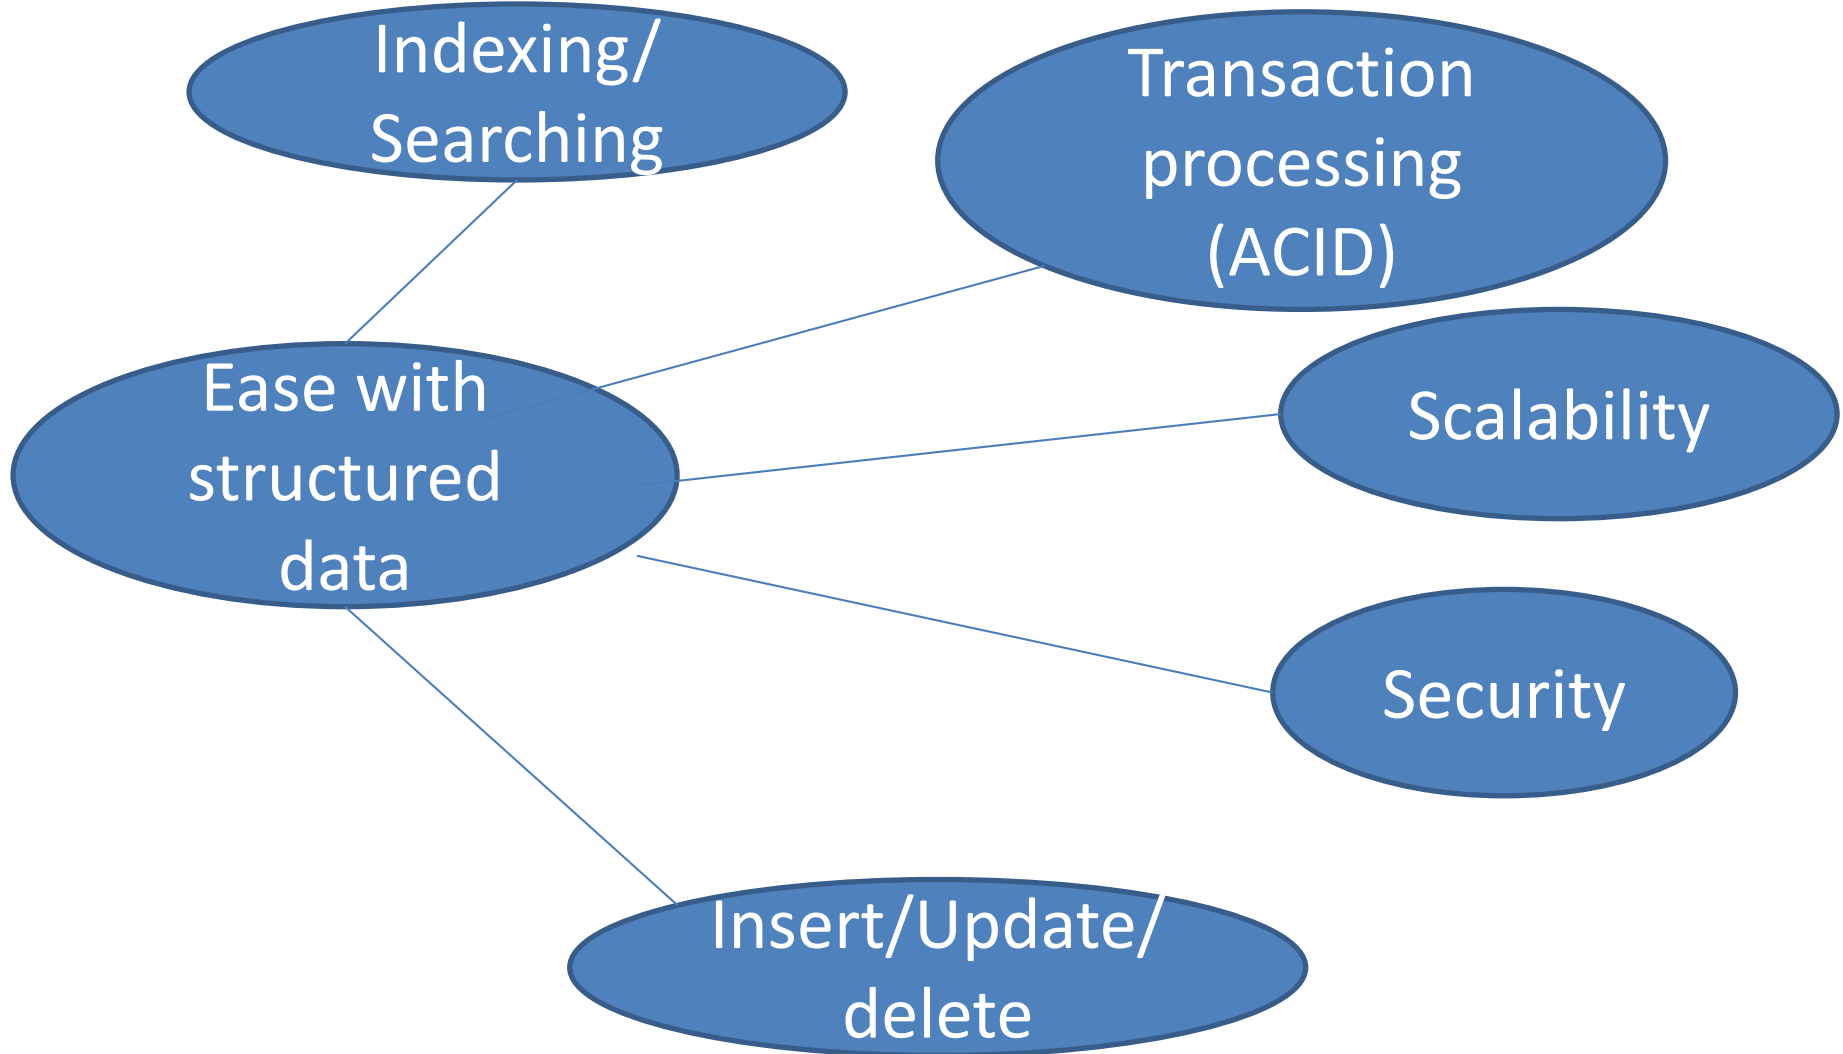 Indexing/
Searching
Transaction
processing
(ACID)
Ease with
structured
data
Scalability
Security
Insert/Update/
delete